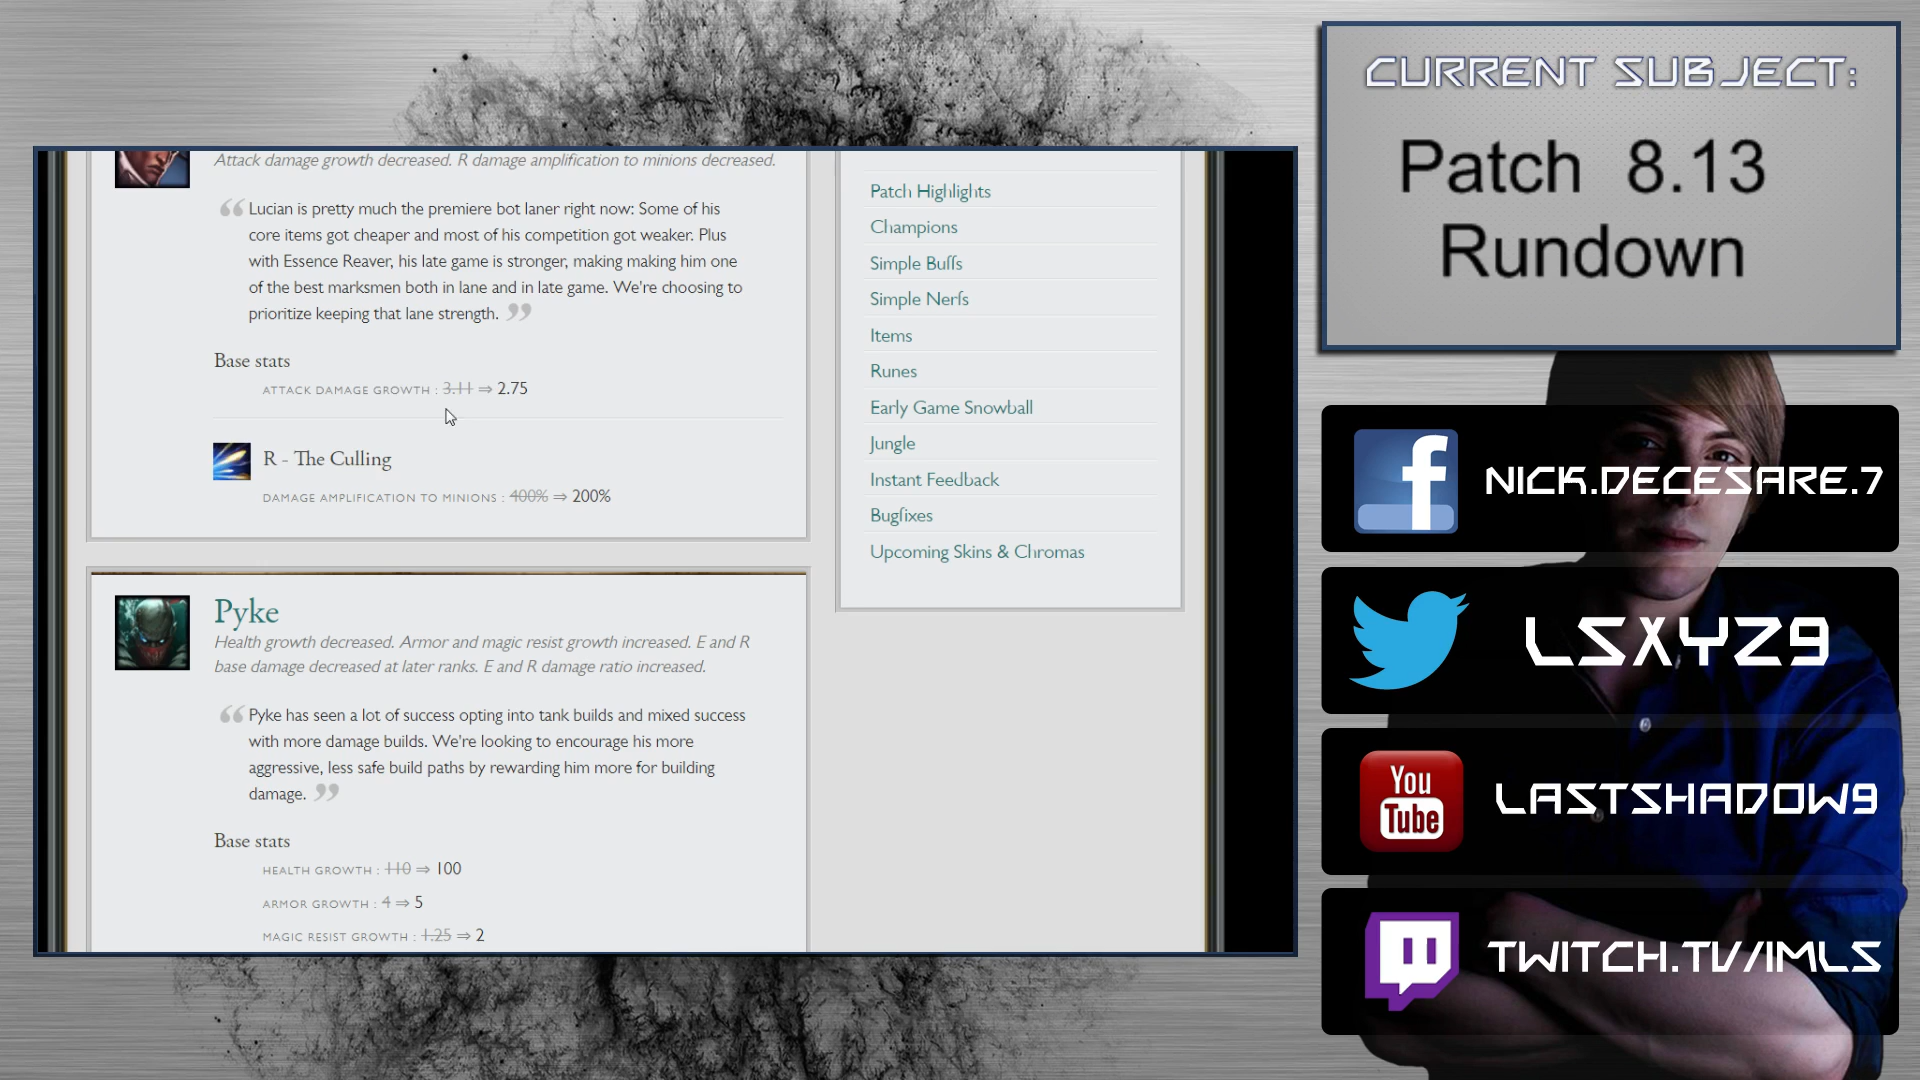 Attack damage growth decreased. R damage amplification to minions decreased.
“ Lucian is pretty much the premiere bot laner right now: Some of his
core items got cheaper and most of his competition got weaker. Plus
with Essence Reaver, his late game is stronger, making making him one
of the best marksmen both in lane and in late game. We're choosing to
prioritize keeping that lane strength. ”
Base stats
ATTACK DAMAGE GROWTH : 3.11 ⇒ 2.75
R - The Culling
DAMAGE AMPLIFICATION TO MINIONS : 400% ⇒ 200%
Pyke
Health growth decreased. Armor and magic resist growth increased. E and R
base damage decreased at later ranks. E and R damage ratio increased.
“ Pyke has seen a lot of success opting into tank builds and mixed success
with more damage builds. We're looking to encourage his more
aggressive, less safe build paths by rewarding him more for building
damage. ”
Base stats
HEALTH GROWTH : 110 ⇒ 100
ARMOR GROWTH : 4 ⇒ 5
MAGIC RESIST GROWTH : 1.25 ⇒ 2
Patch Highlights
Champions
Simple Buffs
Simple Nerfs
Items
Runes
Early Game Snowball
Jungle
Instant Feedback
Bugfixes
Upcoming Skins & Chromas
CURRENT SUBJECT:
Patch 8.13
Rundown
f
NICK.DECESARE.7
LSXYZ9
You
Tube
LASTSHADOW9
TWITCH.TV/IMLS